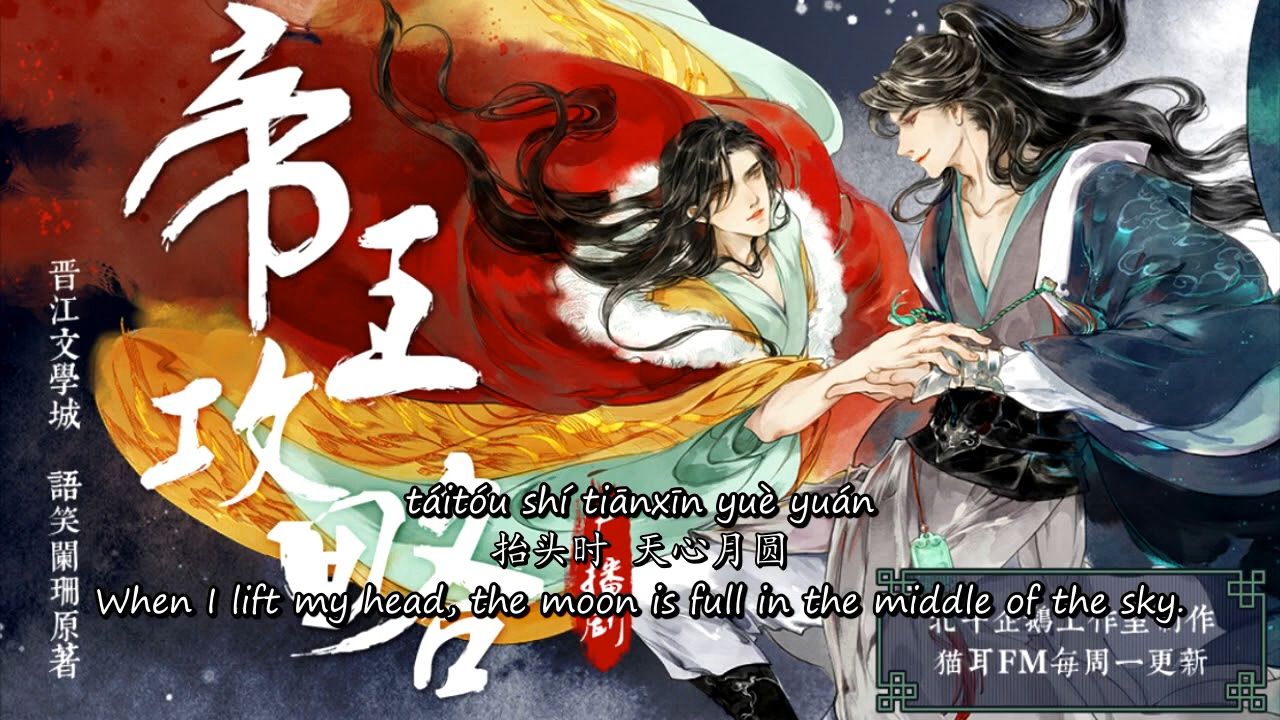 帝王攻略
晋江文學城 語笑闌珊原著
播劇
táitóu shí tiānxīn yuè yuán
抬头时 天心月圆
When I lift my head, the moon is full in the middle of the sky.
北斗企鵝工作室制作
猫耳FM每周一更新